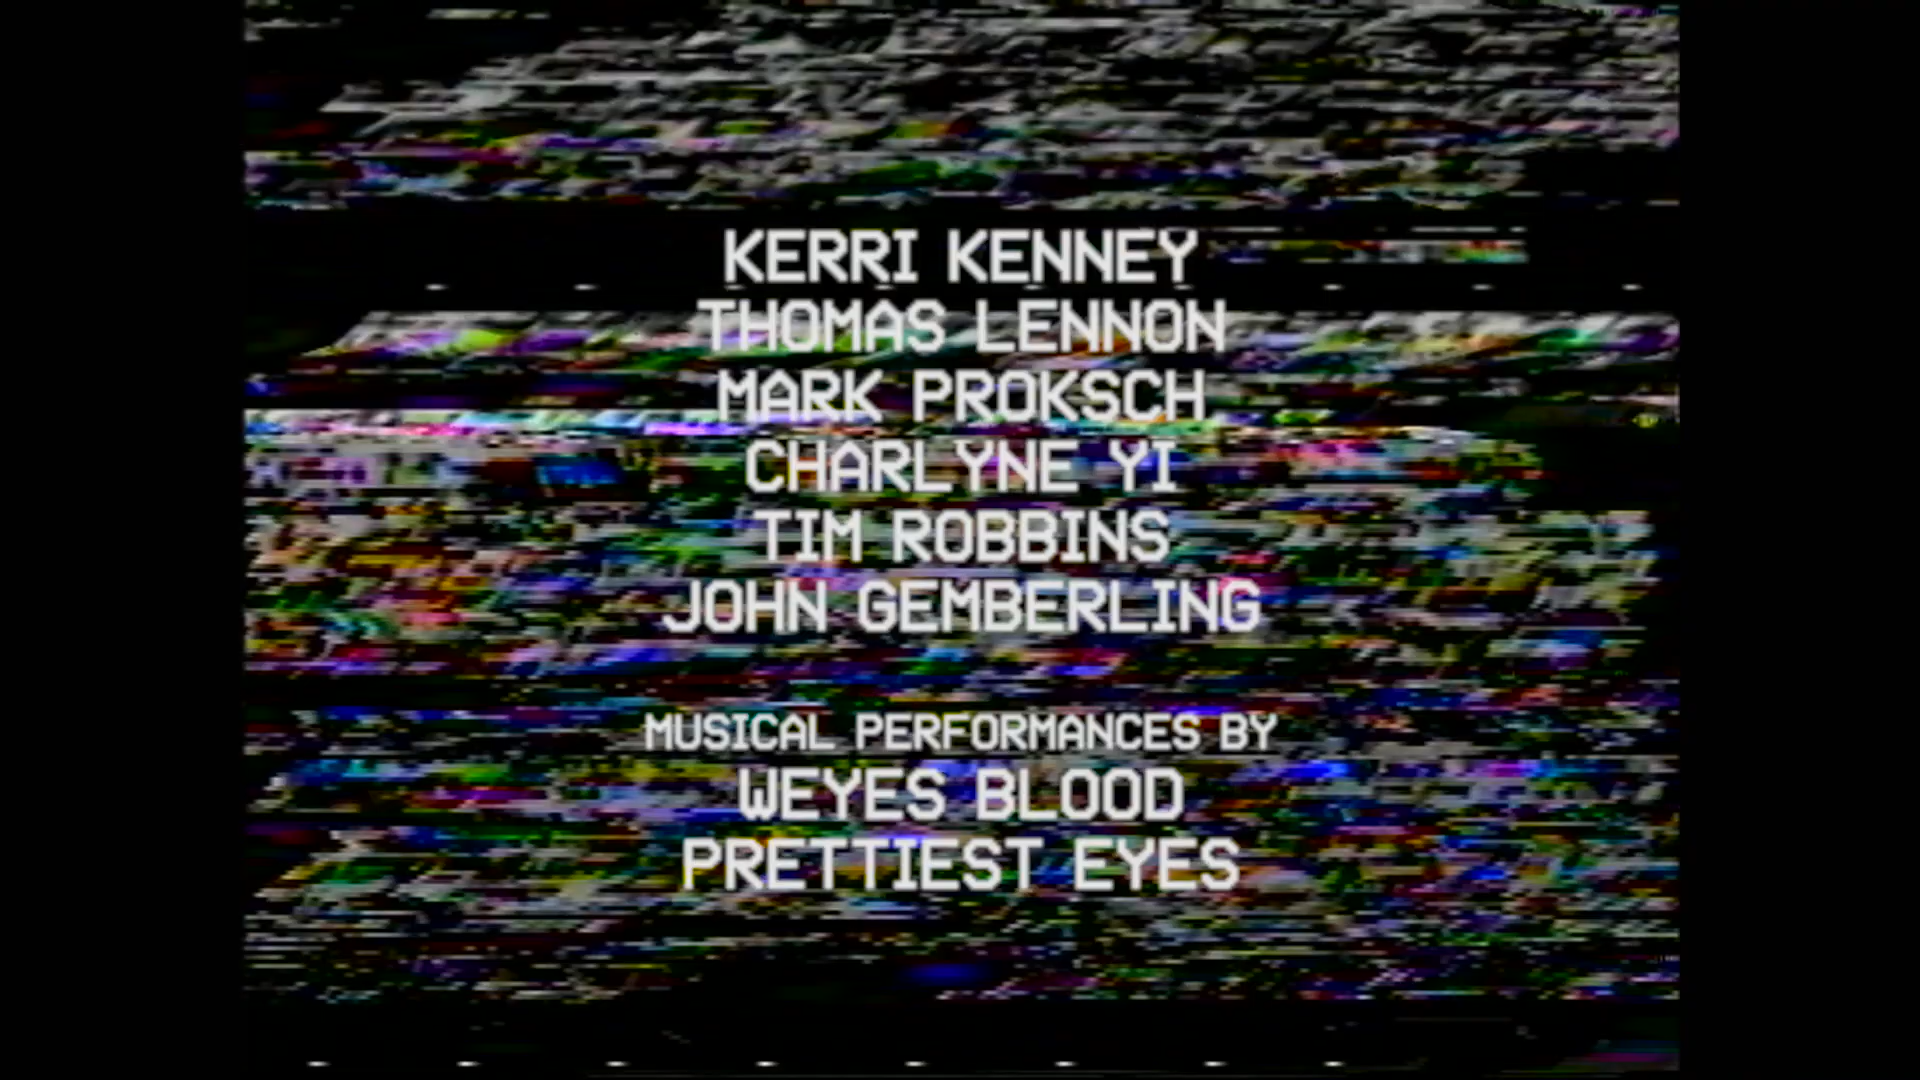 KERRI KENNEY
THOMAS LENNON
MARK PROKSCH
CHARLYNE YI
TIM ROBBINS
JOHN GEMBERLING
MUSICAL PERFORMANCES BY
WEYES BLOOD
PRETTIEST EYES